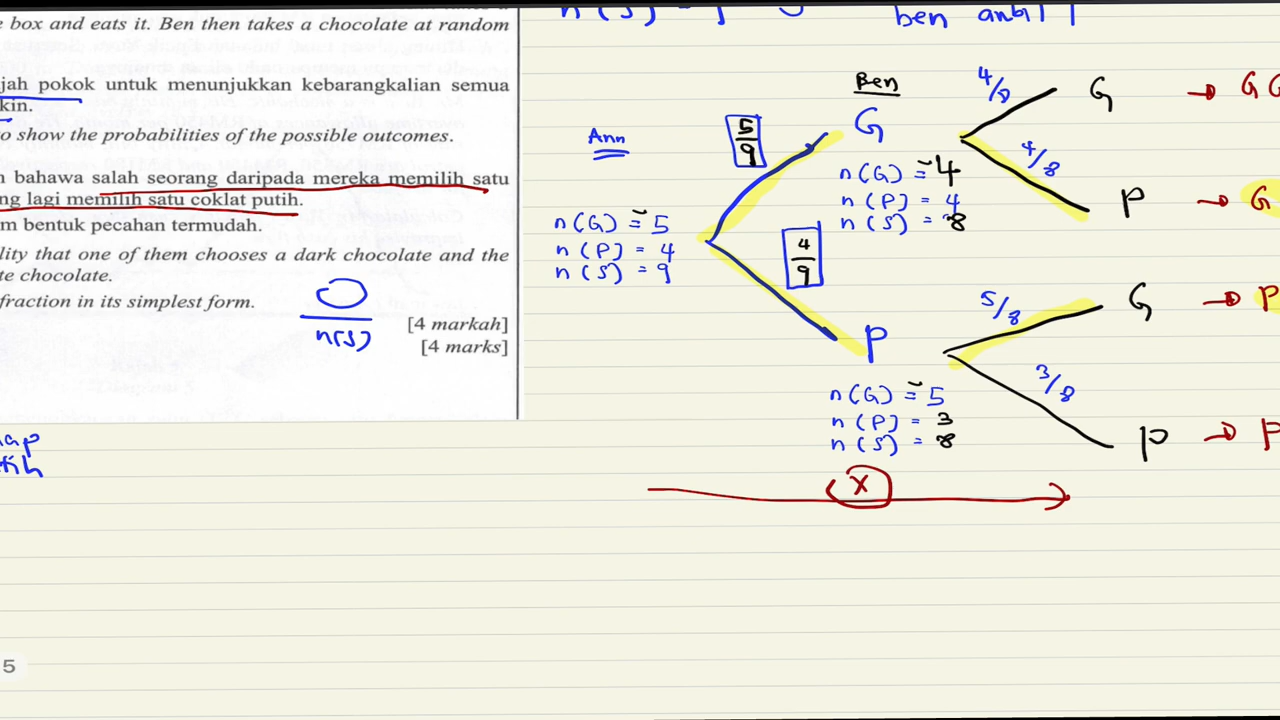 e box and eats it. Ben then takes a chocolate at random
jah pokok untuk menunjukkan kebarangkalian semua
kin.
o show the probabilities of the possible outcomes.
n bahawa salah seorang daripada mereka memilih satu
ng lagi memilih satu coklat putih.
m bentuk pecahan termudah.
lity that one of them chooses a dark chocolate and the
te chocolate.
fraction in its simplest form.
n(S)
[4 markah]
[4 marks]
5
n(S)
ben ambil 1
Ann
n(G) = 5
n(P) = 4
n(S) = 9
5/9
4/9
Ben
G
n(G) = 4
n(P) = 4
n(S) = 8
P
n(G) = 5
n(P) = 3
n(S) = 8
4/8 G → G G
4/8 P → G
5/8 G → P
3/8 P → P
X